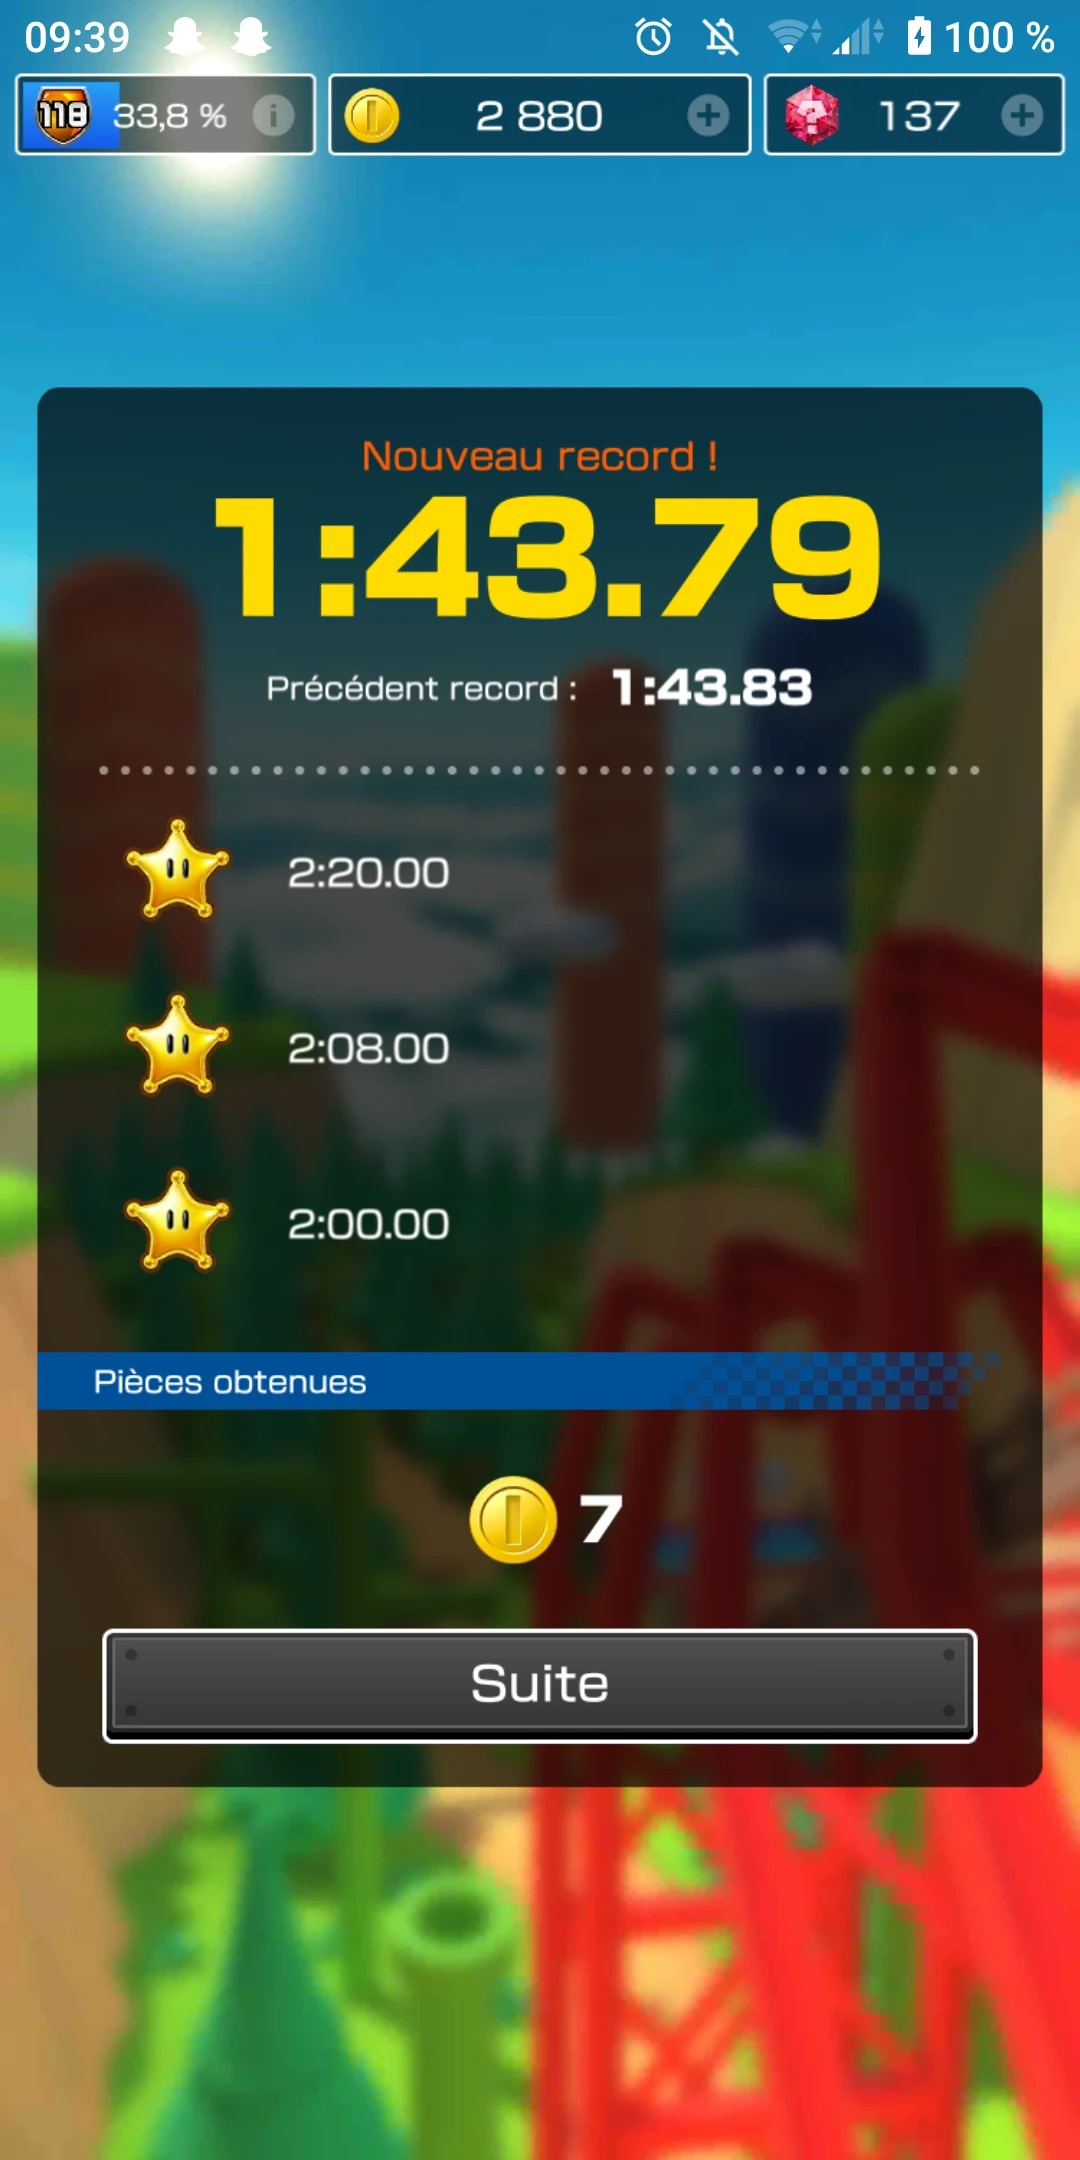 09:39 100 %
118 33,8 % i 2 880 + 137 +
Nouveau record !
1:43.79
Précédent record : 1:43.83
2:20.00
2:08.00
2:00.00
Pièces obtenues
7
Suite